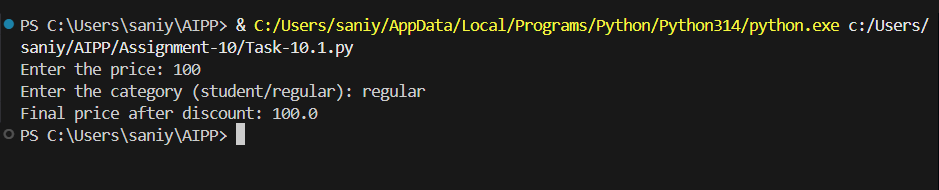 PS C:\Users\saniy\AIPP> & C:/Users/saniy/AppData/Local/Programs/Python/Python314/python.exe c:/Users/
saniy/AIPP/Assignment-10/Task-10.1.py
Enter the price: 100
Enter the category (student/regular): regular
Final price after discount: 100.0
PS C:\Users\saniy\AIPP>